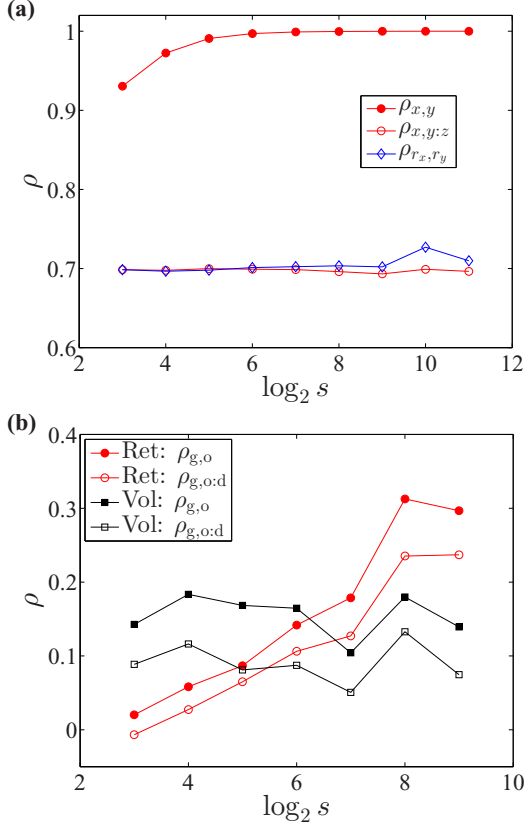 (a)
1
0.9
0.8
0.7
0.6
ρ
ρx,y
ρx,y:z
ρrx,ry
2 4 6 8 10 12
log2 s
(b)
0.4
0.3
0.2
0.1
0
ρ
Ret: ρg,o
Ret: ρg,o:d
Vol: ρg,o
Vol: ρg,o:d
2 4 6 8 10
log2 s